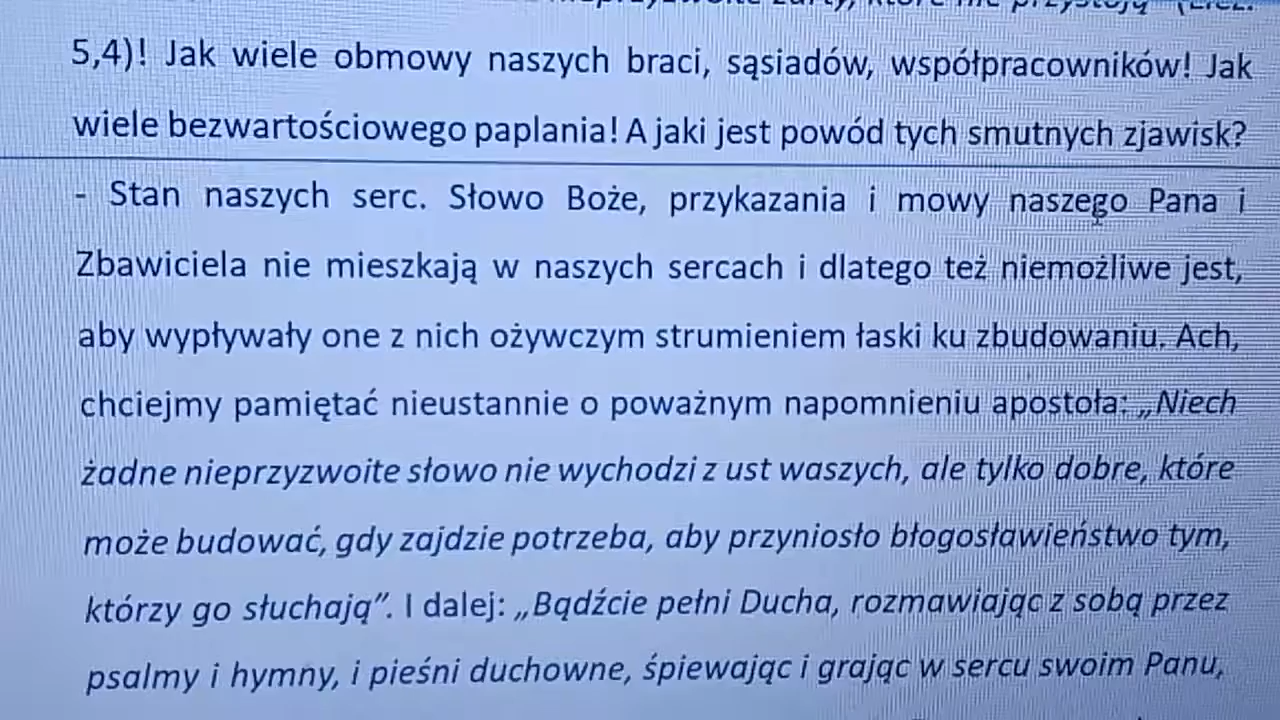 żarty, które nie przystoją
5,4)! Jak wiele obmowy naszych braci, sąsiadów, współpracowników! Jak
wiele bezwartościowego paplania! A jaki jest powód tych smutnych zjawisk?
- Stan naszych serc. Słowo Boże, przykazania i mowy naszego Pana i
Zbawiciela nie mieszkają w naszych sercach i dlatego też niemożliwe jest,
aby wypływały one z nich ożywczym strumieniem łaski ku zbudowaniu. Ach,
chciejmy pamiętać nieustannie o poważnym napomnieniu apostoła: „Niech
żadne nieprzyzwoite słowo nie wychodzi z ust waszych, ale tylko dobre, które
może budować, gdy zajdzie potrzeba, aby przyniosło błogosławieństwo tym,
którzy go słuchają”. I dalej: „Bądźcie pełni Ducha, rozmawiając z sobą przez
psalmy i hymny, i pieśni duchowne, śpiewając i grając w sercu swoim Panu,